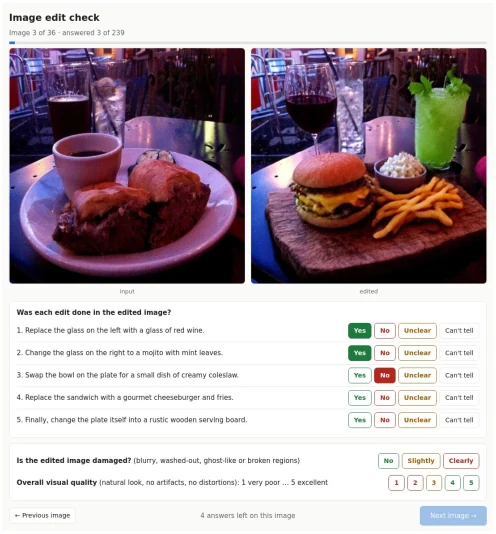 Image edit check
Image 3 of 36 · answered 3 of 239
input
edited
Was each edit done in the edited image?
1. Replace the glass on the left with a glass of red wine. Yes No Unclear Can't tell
2. Change the glass on the right to a mojito with mint leaves. Yes No Unclear Can't tell
3. Swap the bowl on the plate for a small dish of creamy coleslaw. Yes No Unclear Can't tell
4. Replace the sandwich with a gourmet cheeseburger and fries. Yes No Unclear Can't tell
5. Finally, change the plate itself into a rustic wooden serving board. Yes No Unclear Can't tell
Is the edited image damaged? (blurry, washed-out, ghost-like or broken regions) No Slightly Clearly
Overall visual quality (natural look, no artifacts, no distortions): 1 very poor ... 5 excellent 1 2 3 4 5
← Previous image 4 answers left on this image Next image →